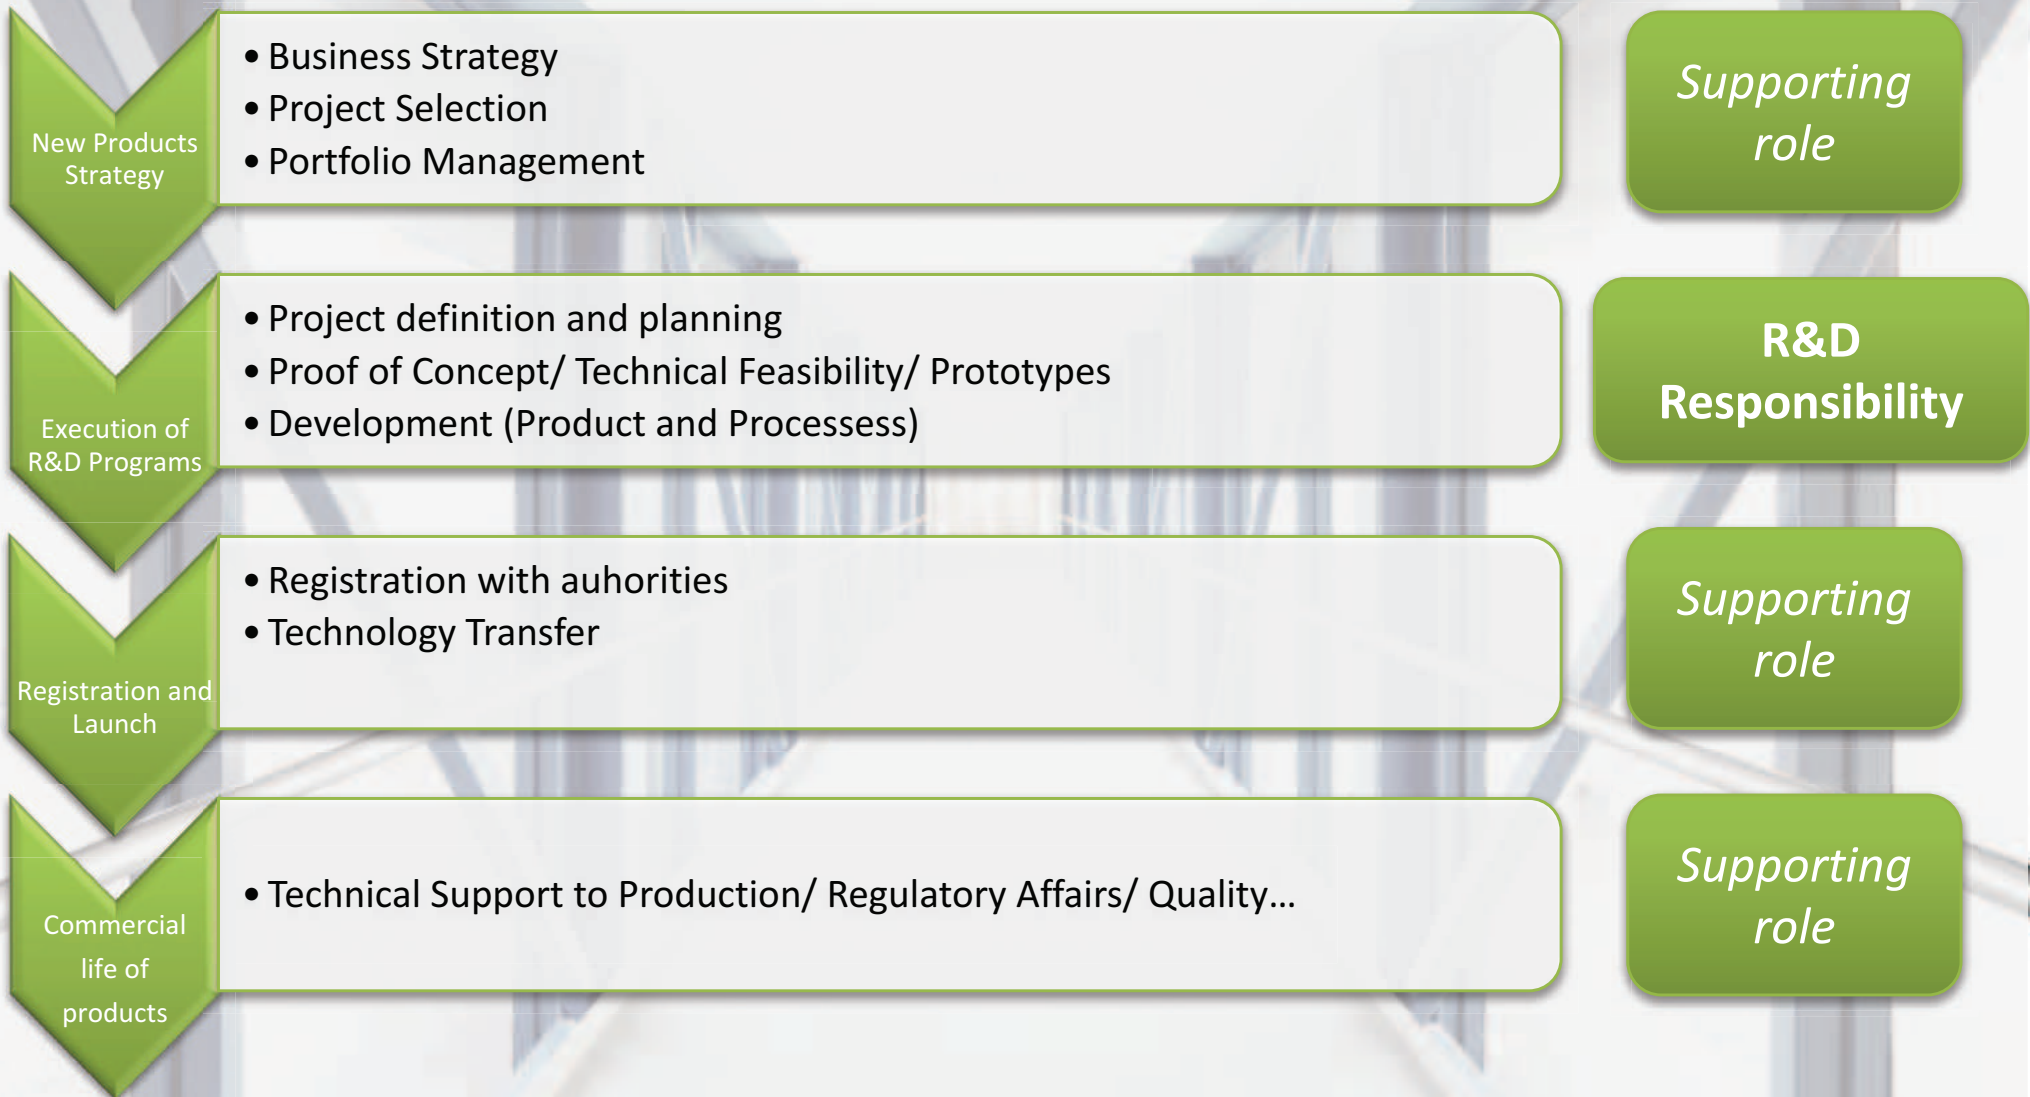 New Products
Strategy
• Business Strategy
• Project Selection
• Portfolio Management
Supporting
role
Execution of
R&D Programs
• Project definition and planning
• Proof of Concept/ Technical Feasibility/ Prototypes
• Development (Product and Processess)
R&D
Responsibility
Registration and
Launch
• Registration with auhorities
• Technology Transfer
Supporting
role
Commercial
life of
products
• Technical Support to Production/ Regulatory Affairs/ Quality…
Supporting
role